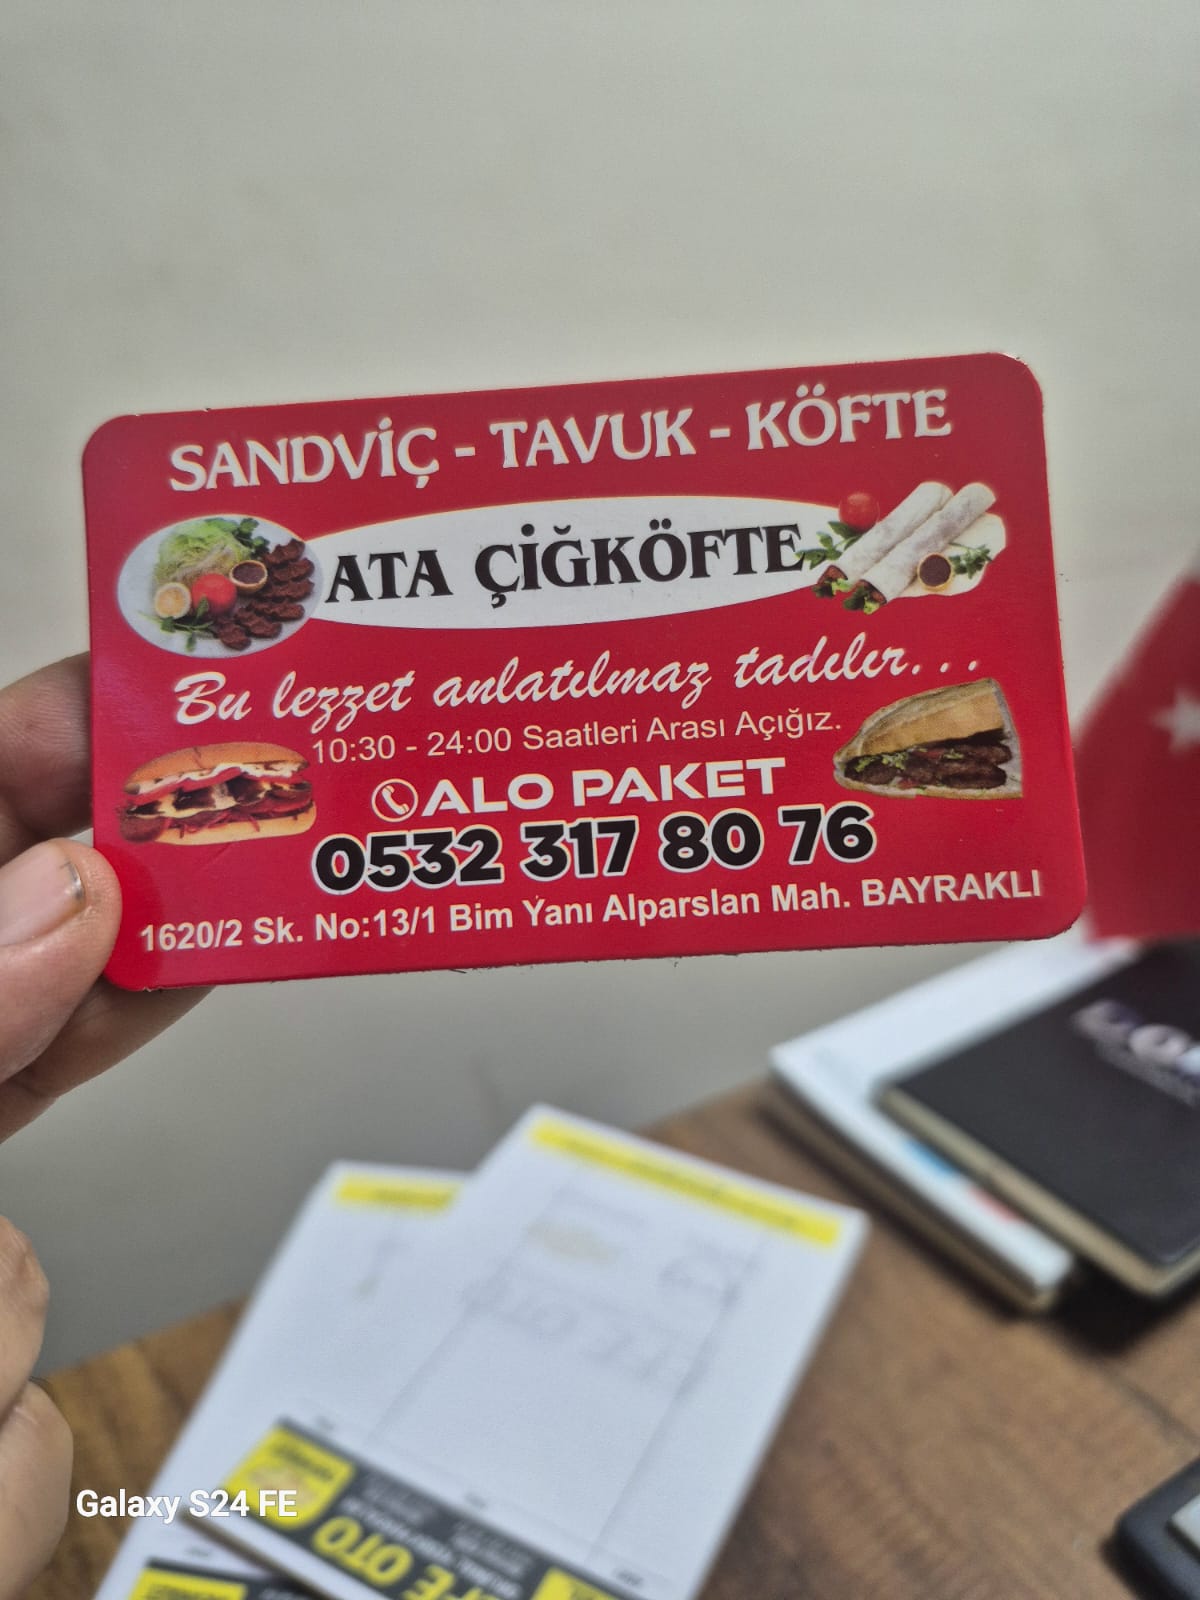 SANDVİÇ - TAVUK - KÖFTE
ATA ÇİĞKÖFTE
Bu lezzet anlatılmaz tadılır...
10:30 - 24:00 Saatleri Arası Açığız.
ALO PAKET
0532 317 80 76
1620/2 Sk. No:13/1 Bim Yanı Alparslan Mah. BAYRAKLI
OTO
Galaxy S24 FE